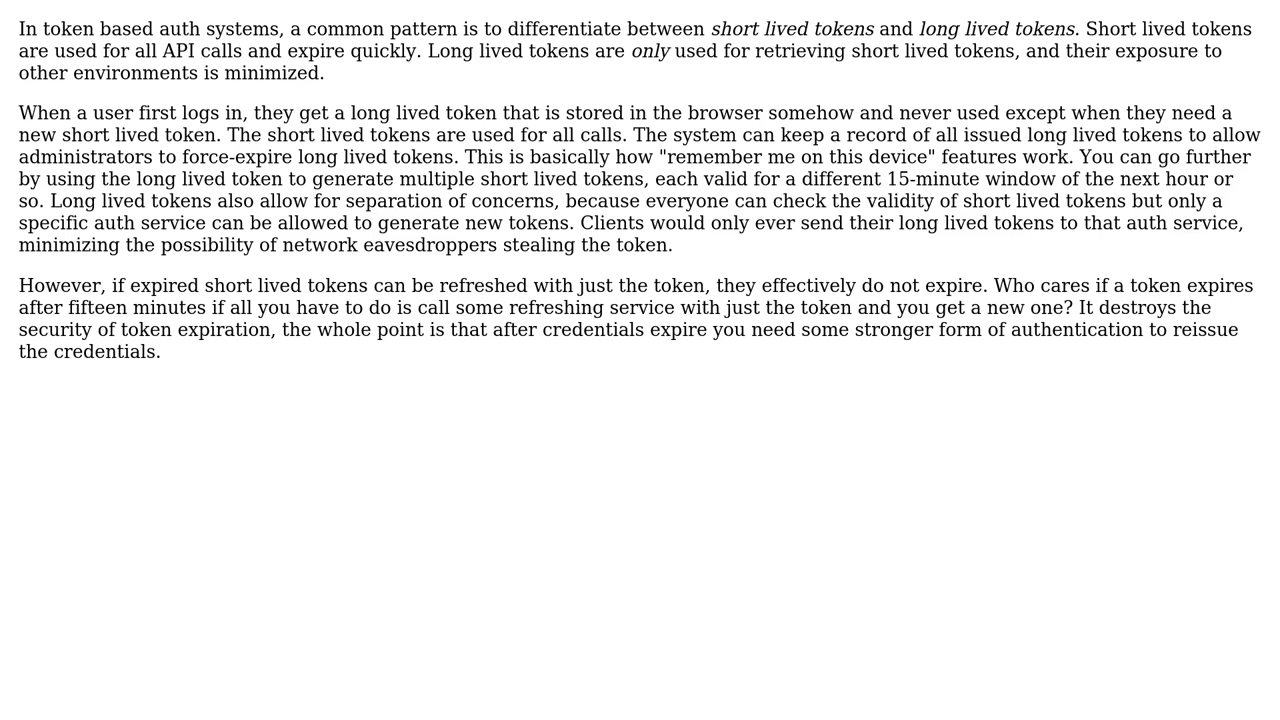 In token based auth systems, a common pattern is to differentiate between short lived tokens and long lived tokens. Short lived tokens
are used for all API calls and expire quickly. Long lived tokens are only used for retrieving short lived tokens, and their exposure to
other environments is minimized.
When a user first logs in, they get a long lived token that is stored in the browser somehow and never used except when they need a
new short lived token. The short lived tokens are used for all calls. The system can keep a record of all issued long lived tokens to allow
administrators to force-expire long lived tokens. This is basically how "remember me on this device" features work. You can go further
by using the long lived token to generate multiple short lived tokens, each valid for a different 15-minute window of the next hour or
so. Long lived tokens also allow for separation of concerns, because everyone can check the validity of short lived tokens but only a
specific auth service can be allowed to generate new tokens. Clients would only ever send their long lived tokens to that auth service,
minimizing the possibility of network eavesdroppers stealing the token.
However, if expired short lived tokens can be refreshed with just the token, they effectively do not expire. Who cares if a token expires
after fifteen minutes if all you have to do is call some refreshing service with just the token and you get a new one? It destroys the
security of token expiration, the whole point is that after credentials expire you need some stronger form of authentication to reissue
the credentials.